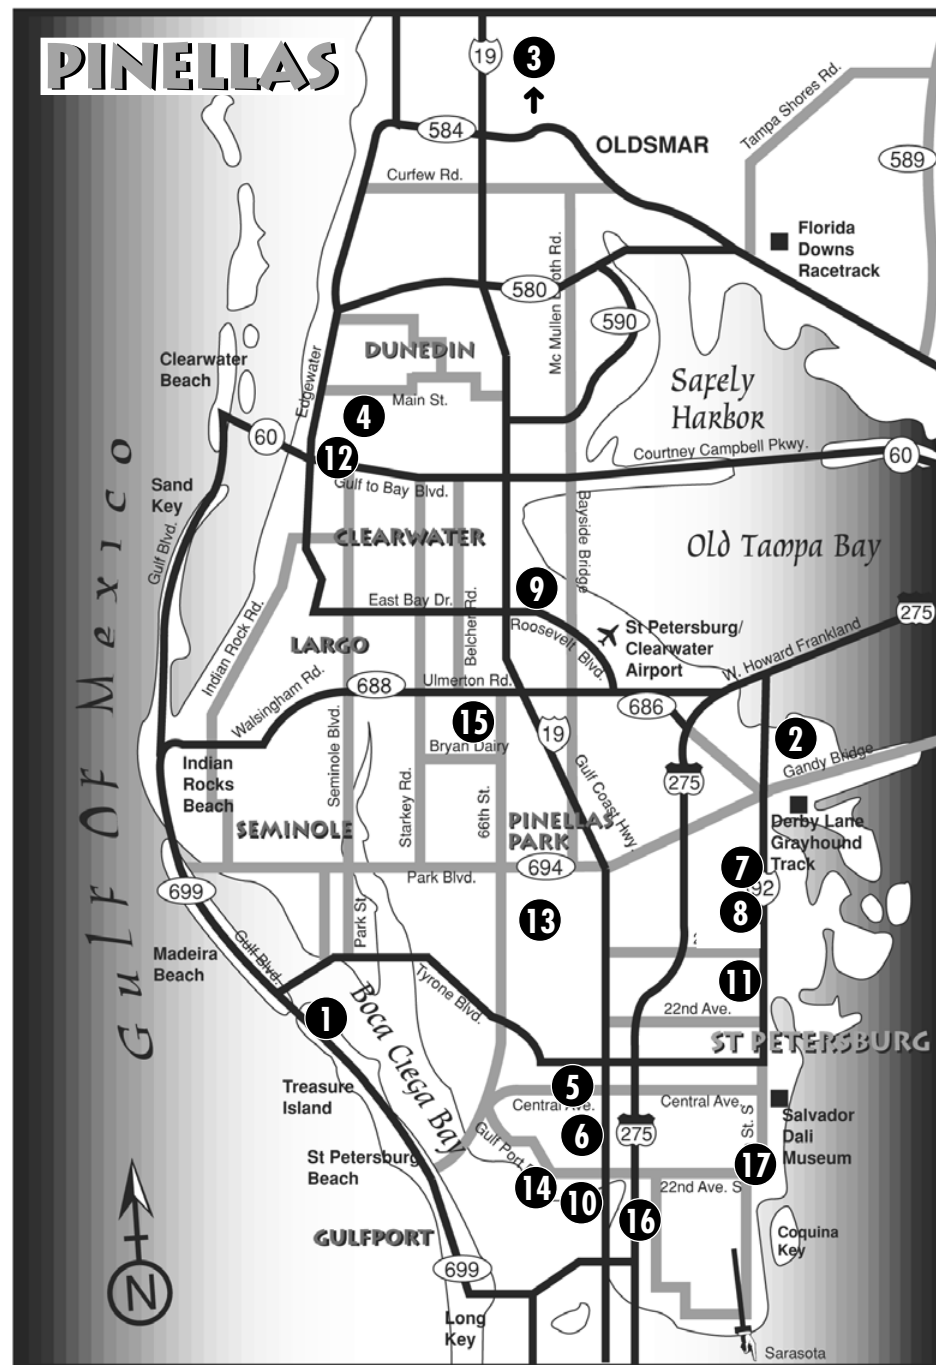 PINELLAS
19
3
584
OLDSMAR
Tampa Shores Rd.
589
Curfew Rd.
Florida
Downs
Racetrack
Mc Mullen Booth Rd.
580
590
DUNEDIN
Clearwater
Beach
Edgewater
Main St.
4
Safely
Harbor
60
12
Courtney Campbell Pkwy.
60
Gulf to Bay Blvd.
Sand
Key
Gulf Blvd.
Gulf Of Mexico
CLEARWATER
Bayside Bridge
Old Tampa Bay
9
East Bay Dr.
Belcher Rd.
Roosevelt Blvd.
St Petersburg/
Clearwater
Airport
275
W. Howard Frankland
Indian Rock Rd.
LARGO
Walsingham Rd.
688
Ulmerton Rd.
686
15
19
2
Bryan Dairy
Gandy Bridge
Indian
Rocks
Beach
Seminole Blvd.
Starkey Rd.
66th St.
Gulf Coast Hwy.
275
SEMINOLE
PINELLAS
PARK
Derby Lane
Grayhound
Track
694
7
92
699
Park Blvd.
8
Park St.
13
Madeira
Beach
Gulf Blvd.
Tyrone Blvd.
11
1
Boca Ciega Bay
22nd Ave.
ST PETERSBURG
Treasure
Island
5
Central Ave.
Central Ave.
St. S
Salvador
Dali
Museum
6
275
Gulf Port
St Petersburg
Beach
17
14
10
22nd Ave. S
16
GULFPORT
Coquina
Key
699
N
Long
Key
Sarasota